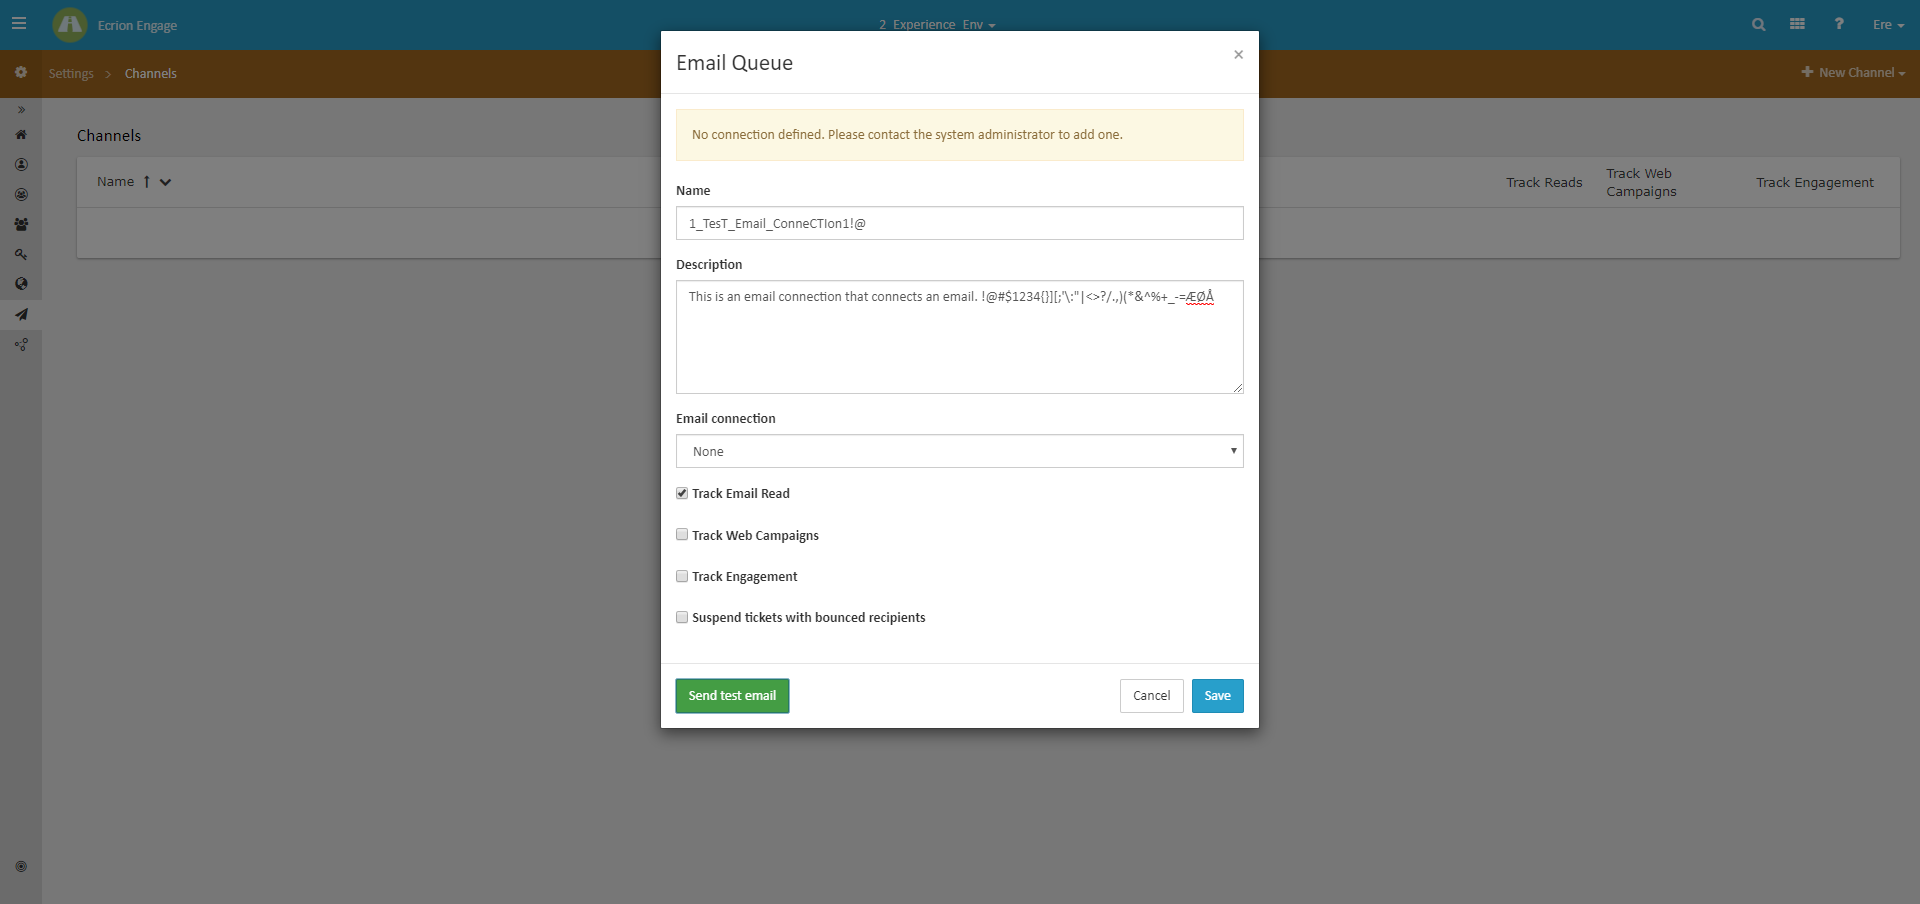 Ecrion Engage
2_Experience_Env
Ere
Settings > Channels
New Channel
Email Queue
×
No connection defined. Please contact the system administrator to add one.
Name
1_TesT_Email_ConneCTIon1!@
Description
This is an email connection that connects an email. !@#$1234{}][;'\:"|<>?/.,)(*&^%+_-=ÆØÅ
Email connection
None
Track Email Read
Track Web Campaigns
Track Engagement
Suspend tickets with bounced recipients
Send test email
Cancel
Save
Channels
Name
Track Reads
Track Web
Campaigns
Track Engagement